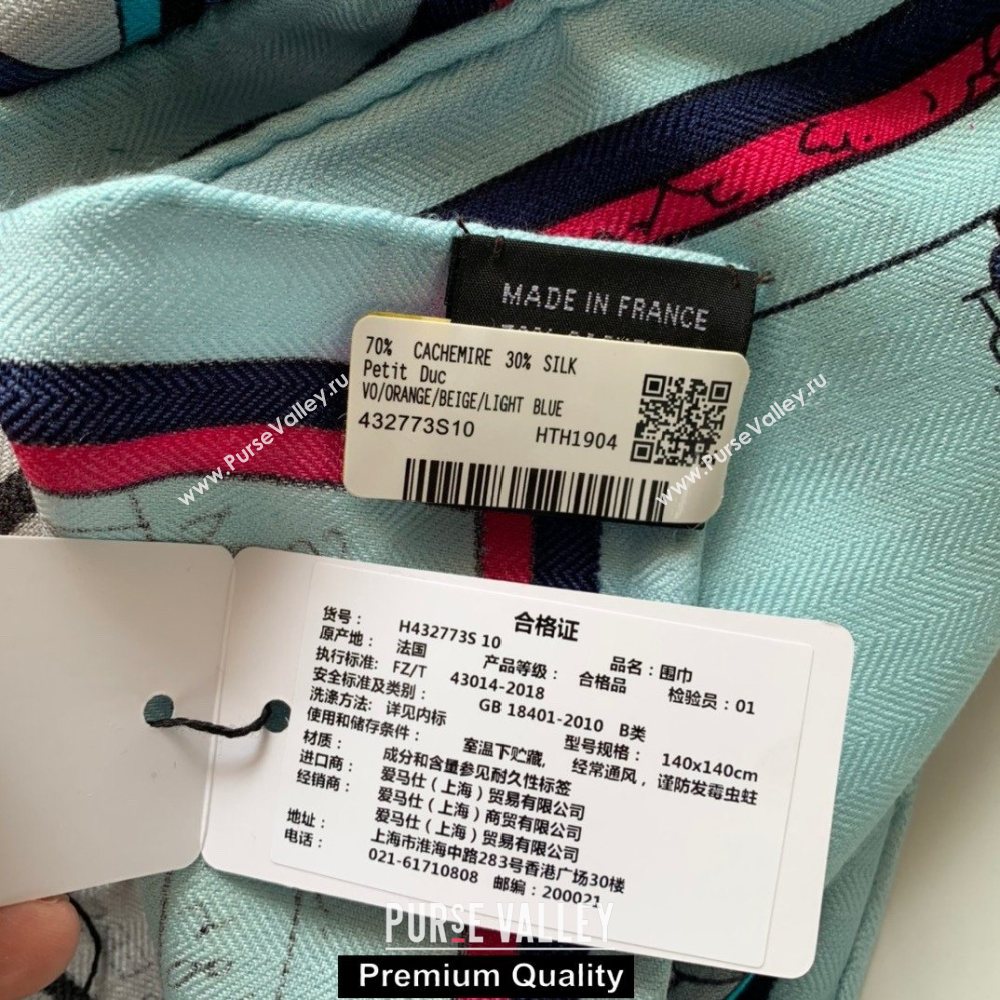 MADE IN FRANCE
70% CACHEMIRE 30% SILK
Petit Duc
VO/ORANGE/BEIGE/LIGHT BLUE
432773S10 HTH1904
www.PurseValley.ru
www.PurseValley.ru
合格证
货号: H432773S 10 品名:围巾
原产地: 法国 产品等级: 合格品 检验员:01
执行标准: FZ/T 43014-2018
安全标准及类别: GB 18401-2010 B类
洗涤方法: 详见内标 型号规格: 140x140cm
使用和储存条件: 室温下贮藏, 经常通风,谨防发霉虫蛀
材质: 成分和含量参见耐久性标签
进口商: 爱马仕(上海)贸易有限公司
经销商: 爱马仕(上海)商贸有限公司
爱马仕(上海)贸易有限公司
地址: 上海市淮海中路283号香港广场30楼
电话: 021-61710808 邮编:200021
PURSE VALLEY
Premium Quality